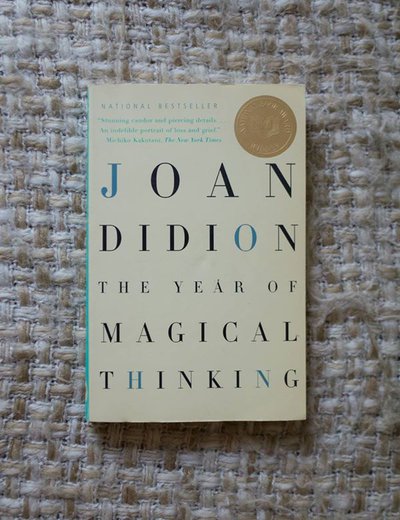 NATIONAL BESTSELLER
"Stunning candor and piercing details . . .
An indelible portrait of loss and grief."
Michiko Kakutani, The New York Times
JOAN
DIDION
THE YEAR OF
MAGICAL
THINKING